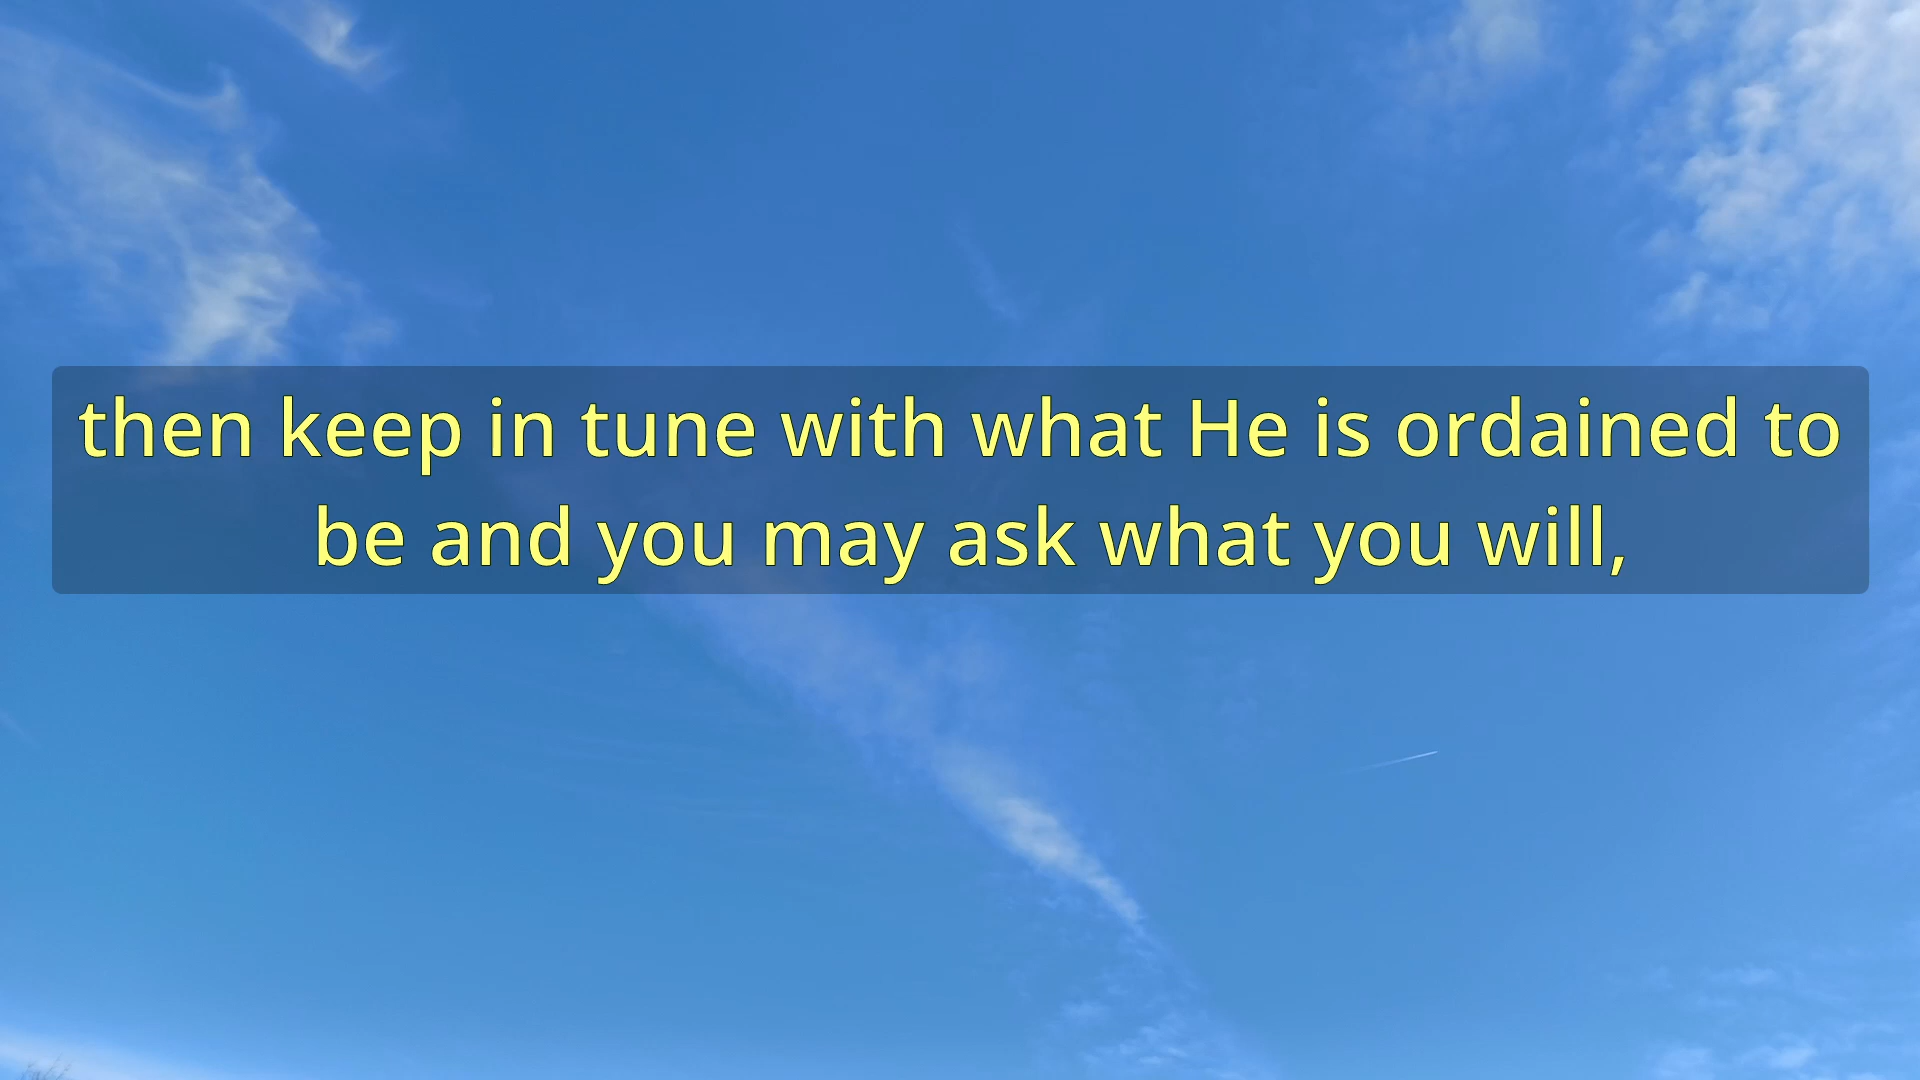 then keep in tune with what He is ordained to
be and you may ask what you will,